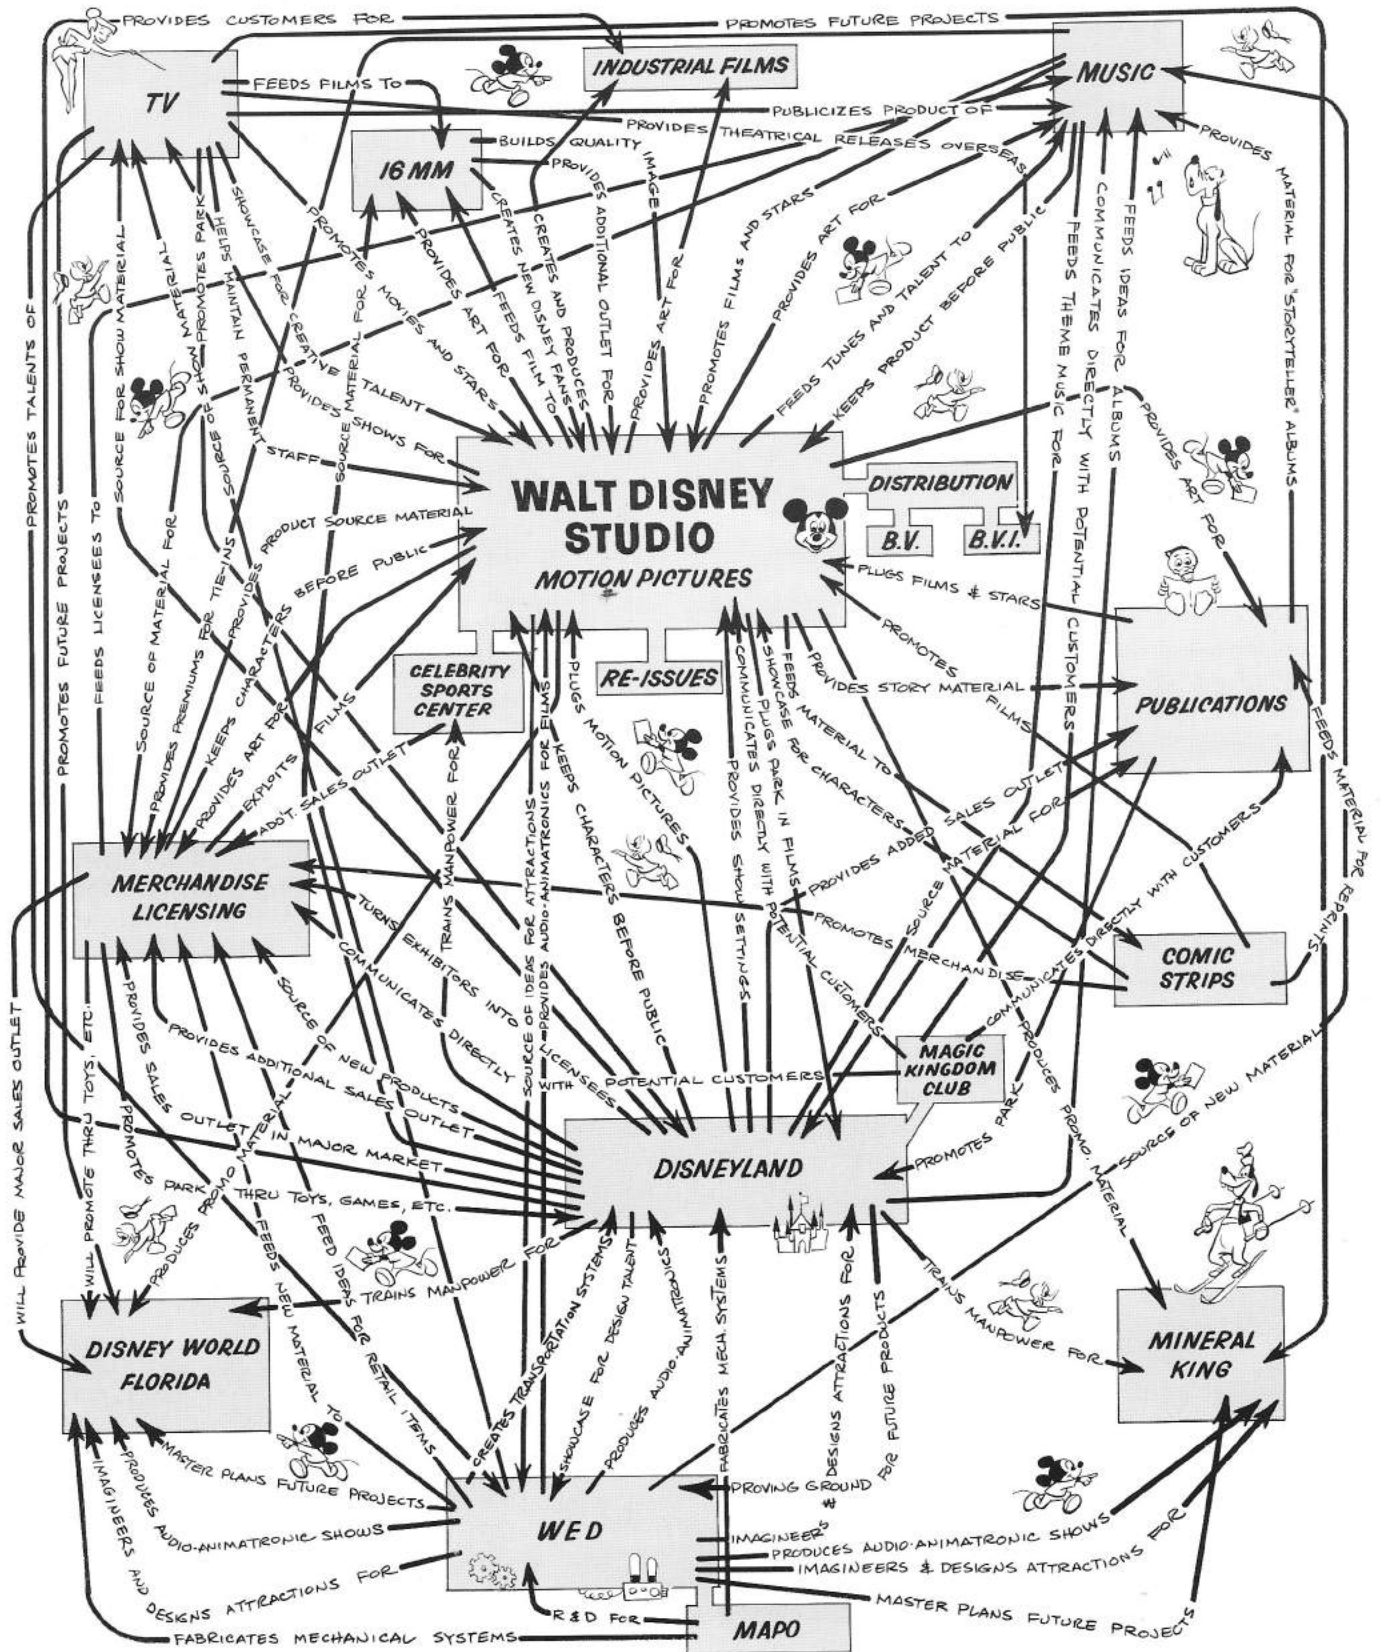 PROVIDES CUSTOMERS FOR
PROMOTES FUTURE PROJECTS
TV
INDUSTRIAL FILMS
MUSIC
FEEDS FILMS TO
PUBLICIZES PRODUCT OF
PROVIDES THEATRICAL RELEASES OVERSEAS
16 MM
BUILDS QUALITY IMAGE
PROVIDES ADDITIONAL OUTLET FOR
CREATES NEW DISNEY FANS
CREATES AND PRODUCES
PROVIDES ART FOR
FEEDS FILM TO
PROVIDES ART FOR
PROMOTES FILMS AND STARS
PROVIDES ART FOR
FEEDS TUNES AND TALENT TO
KEEPS PRODUCT BEFORE PUBLIC
FEEDS THEME MUSIC FOR
COMMUNICATES DIRECTLY WITH POTENTIAL CUSTOMERS
FEEDS IDEAS FOR ALBUMS
PROVIDES MATERIAL FOR "STORYTELLER" ALBUMS
PROMOTES MOVIES AND STARS
SHOWCASE FOR CREATIVE TALENT
PROVIDES SHOWS FOR
HELPS MAINTAIN PERMANENT STAFF
PROMOTES PARK
SOURCE OF SHOW MATERIAL
SOURCE FOR SHOW MATERIAL
SOURCE MATERIAL FOR
PROMOTES TALENTS OF
PROMOTES FUTURE PROJECTS
FEEDS LICENSES TO
WALT DISNEY
STUDIO
MOTION PICTURES
DISTRIBUTION
B.V.
B.V.I.
PROVIDES ART FOR
PRODUCT SOURCE MATERIAL
PROVIDES
KEEPS CHARACTERS BEFORE PUBLIC
SOURCE OF MATERIAL FOR
PROVIDES PREMIUMS FOR TIE-INS
PROVIDES ART FOR
EXPLOITS FILMS
ADD'T. SALES OUTLET
CELEBRITY
SPORTS
CENTER
RE-ISSUES
PLUGS FILMS & STARS
PROMOTES FILMS
PUBLICATIONS
PROVIDES STORY MATERIAL
FEEDS MATERIAL TO
SHOWCASE FOR CHARACTERS
PLUGS PARK IN FILMS
COMMUNICATES DIRECTLY WITH POTENTIAL CUSTOMERS
PROVIDES SHOW SETTINGS
PLUGS MOTION PICTURES
KEEPS CHARACTERS BEFORE PUBLIC
PROVIDES AUDIO-ANIMATRONICS FOR FILMS
SOURCE OF IDEAS FOR ATTRACTIONS
TRAINS MANPOWER FOR
PROVIDES ADDED SALES OUTLET
SOURCE MATERIAL FOR
FEEDS MATERIAL FOR REPRINTS
MERCHANDISE
LICENSING
TURNS EXHIBITORS INTO LICENSEES
PROMOTES MERCHANDISE
COMIC
STRIPS
COMMUNICATES DIRECTLY WITH POTENTIAL CUSTOMERS
COMMUNICATES DIRECTLY WITH CUSTOMERS
MAGIC
KINGDOM
CLUB
WILL PROVIDE MAJOR SALES OUTLET
WILL PROMOTE THRU TOYS, ETC.
PROVIDES SALES OUTLET IN MAJOR MARKET
PROVIDES ADDITIONAL SALES OUTLET
SOURCE OF NEW PRODUCTS
PROMOTES PARK THRU TOYS, GAMES, ETC.
PRODUCES PROMO MATERIAL
DISNEYLAND
PROMOTES PARK
PRODUCES PROMO. MATERIAL
SOURCE OF NEW MATERIAL
TRAINS MANPOWER FOR
TRAINS MANPOWER FOR
DISNEY WORLD
FLORIDA
MINERAL
KING
FEEDS NEW MATERIAL TO
FEED IDEAS FOR RETAIL ITEMS
CREATES TRANSPORTATION SYSTEMS
SHOWCASE FOR DESIGN TALENT
PRODUCES AUDIO-ANIMATRONICS
FABRICATES MECH. SYSTEMS
IMAGINEERS & DESIGNS ATTRACTIONS FOR
PROVING GROUND FOR FUTURE PRODUCTS
MASTER PLANS FUTURE PROJECTS
PRODUCES AUDIO-ANIMATRONIC SHOWS
IMAGINEERS AND DESIGNS ATTRACTIONS FOR
WED
PRODUCES AUDIO-ANIMATRONIC SHOWS
IMAGINEERS & DESIGNS ATTRACTIONS FOR
MASTER PLANS FUTURE PROJECTS
R & D FOR
FABRICATES MECHANICAL SYSTEMS
MAPO